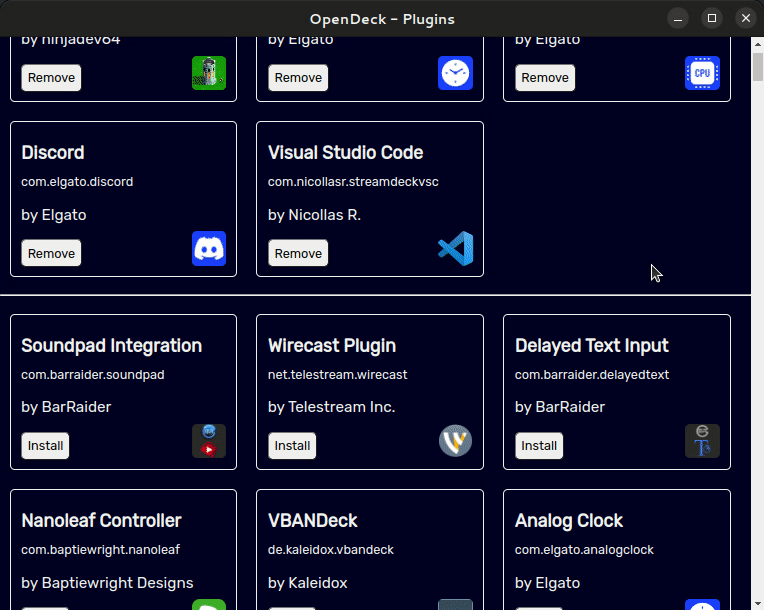 OpenDeck - Plugins
by ninjadev64
by Elgato
by Elgato
Remove
Remove
Remove
CPU
Discord
com.elgato.discord
by Elgato
Remove
Visual Studio Code
com.nicollasr.streamdeckvsc
by Nicollas R.
Remove
Soundpad Integration
com.barraider.soundpad
by BarRaider
Install
Wirecast Plugin
net.telestream.wirecast
by Telestream Inc.
Install
Delayed Text Input
com.barraider.delayedtext
by BarRaider
Install
Nanoleaf Controller
com.baptiewright.nanoleaf
by Baptiewright Designs
VBANDeck
de.kaleidox.vbandeck
by Kaleidox
Analog Clock
com.elgato.analogclock
by Elgato